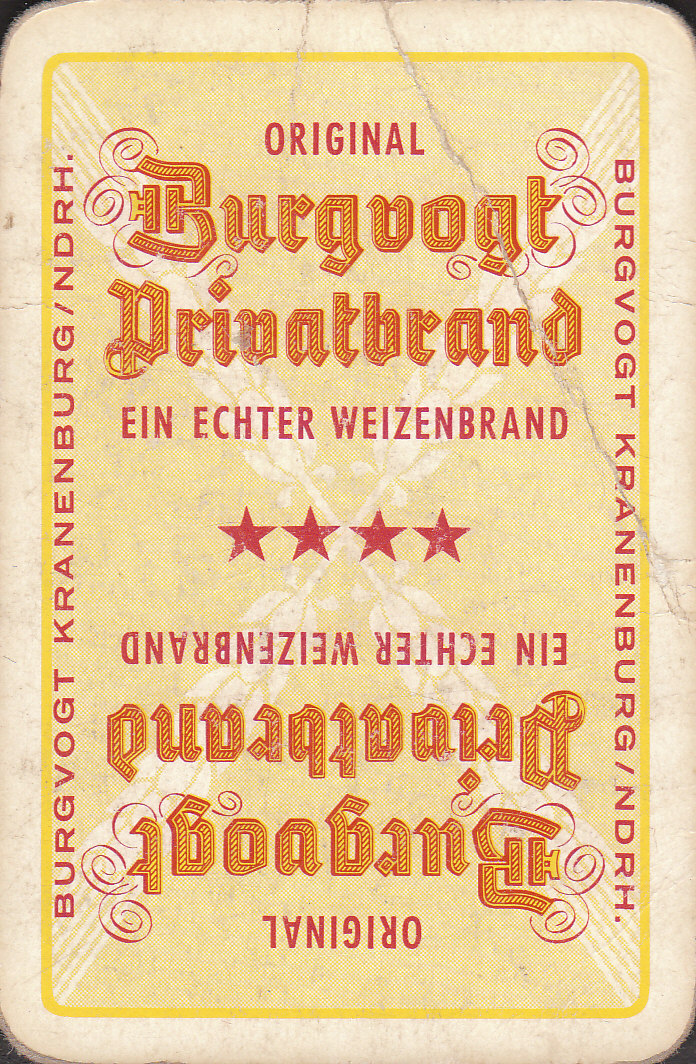 ORIGINAL
Burgvogt
Privatbrand
EIN ECHTER WEIZENBRAND
BURGVOGT KRANENBURG/NDRH.
BURGVOGT KRANENBURG/NDRH.
EIN ECHTER WEIZENBRAND
Privatbrand
Burgvogt
ORIGINAL